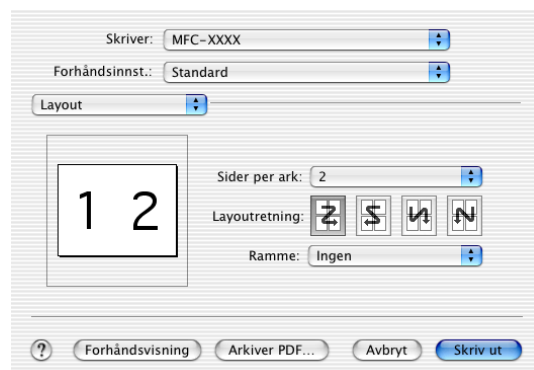 Skriver: MFC-XXXX
Forhåndsinnst.: Standard
Layout
1 2
Sider per ark: 2
Layoutretning:
Ramme: Ingen
? Forhåndsvisning Arkiver PDF... Avbryt Skriv ut